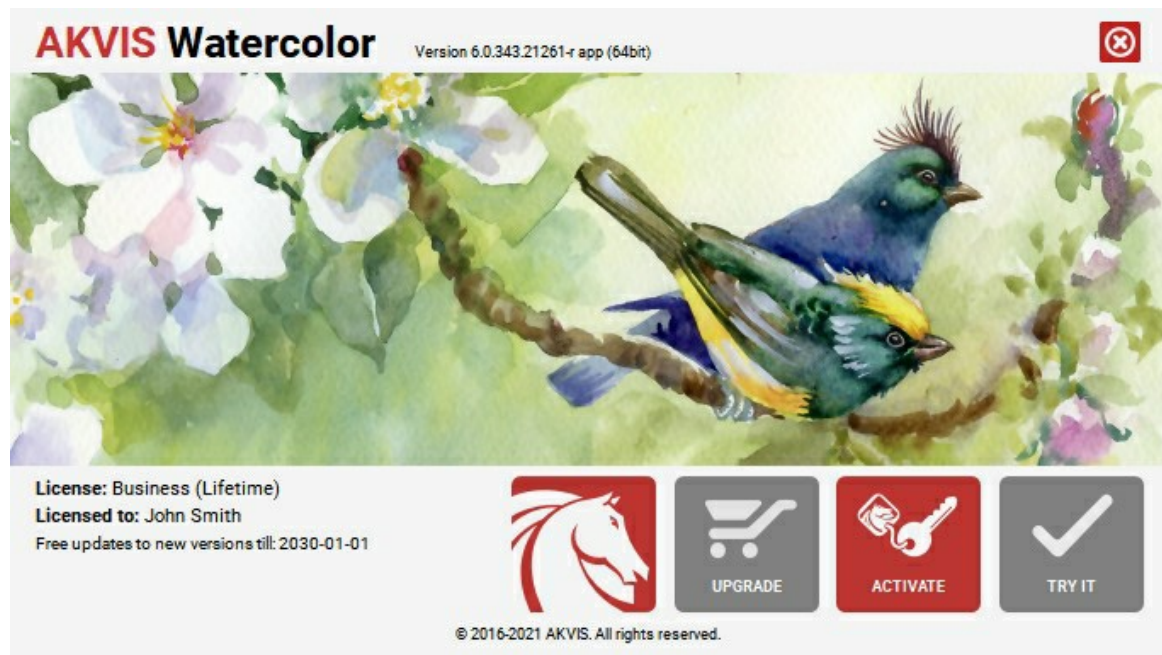 AKVIS Watercolor Version 6.0.343.21261-r app (64bit)
License: Business (Lifetime)
Licensed to: John Smith
Free updates to new versions till: 2030-01-01
UPGRADE ACTIVATE TRY IT
© 2016-2021 AKVIS. All rights reserved.